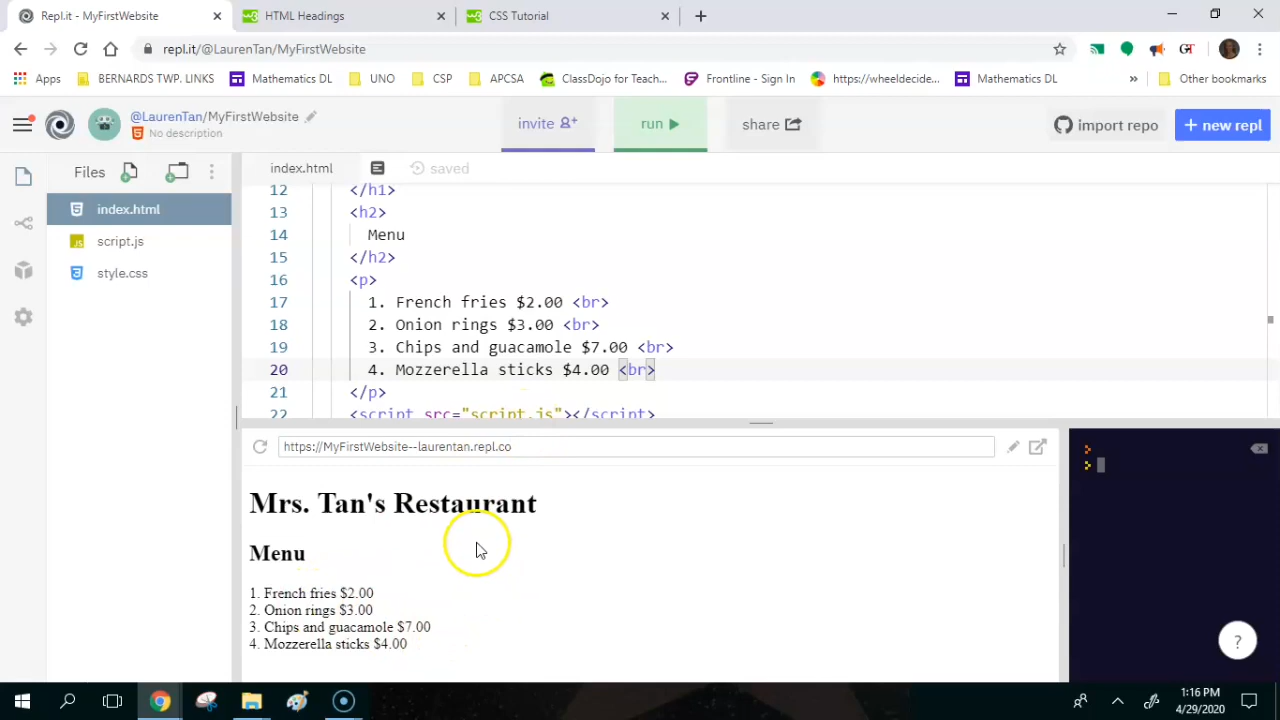 Repl.it - MyFirstWebsite
HTML Headings
CSS Tutorial
repl.it/@LaurenTan/MyFirstWebsite
Apps BERNARDS TWP. LINKS Mathematics DL UNO CSP APCSA ClassDojo for Teach... Frontline - Sign In https://wheeldecide... Mathematics DL » Other bookmarks
@LaurenTan/MyFirstWebsite
No description
invite
run
share
import repo
+ new repl
Files
index.html saved
index.html
script.js
style.css
12 </h1>
13 <h2>
14 Menu
15 </h2>
16 <p>
17 1. French fries $2.00 <br>
18 2. Onion rings $3.00 <br>
19 3. Chips and guacamole $7.00 <br>
20 4. Mozzerella sticks $4.00 <br>
21 </p>
22 <script src="script.js"></script>
https://MyFirstWebsite--laurentan.repl.co
Mrs. Tan's Restaurant
Menu
1. French fries $2.00
2. Onion rings $3.00
3. Chips and guacamole $7.00
4. Mozzerella sticks $4.00
?
1:16 PM
4/29/2020